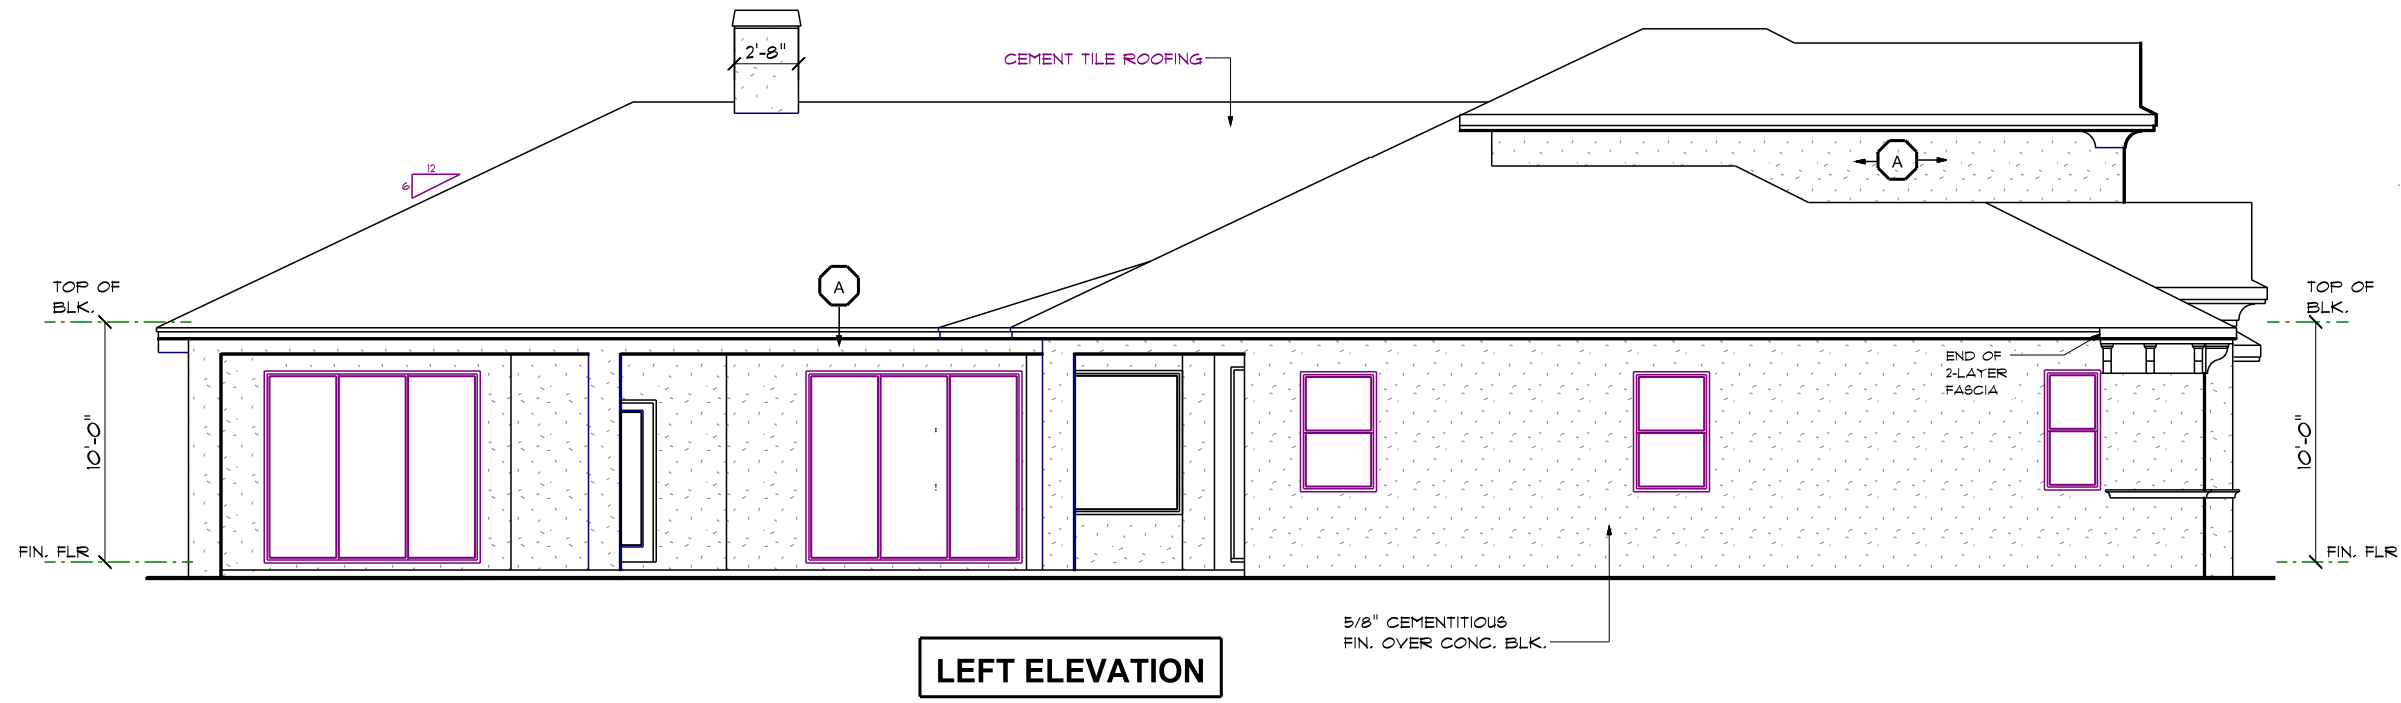 2'-8"
CEMENT TILE ROOFING
12
6
A
A
TOP OF
BLK.
TOP OF
BLK.
END OF
2-LAYER
FASCIA
10'-0"
10'-0"
FIN. FLR
FIN. FLR
5/8" CEMENTITIOUS
FIN. OVER CONC. BLK.
LEFT ELEVATION